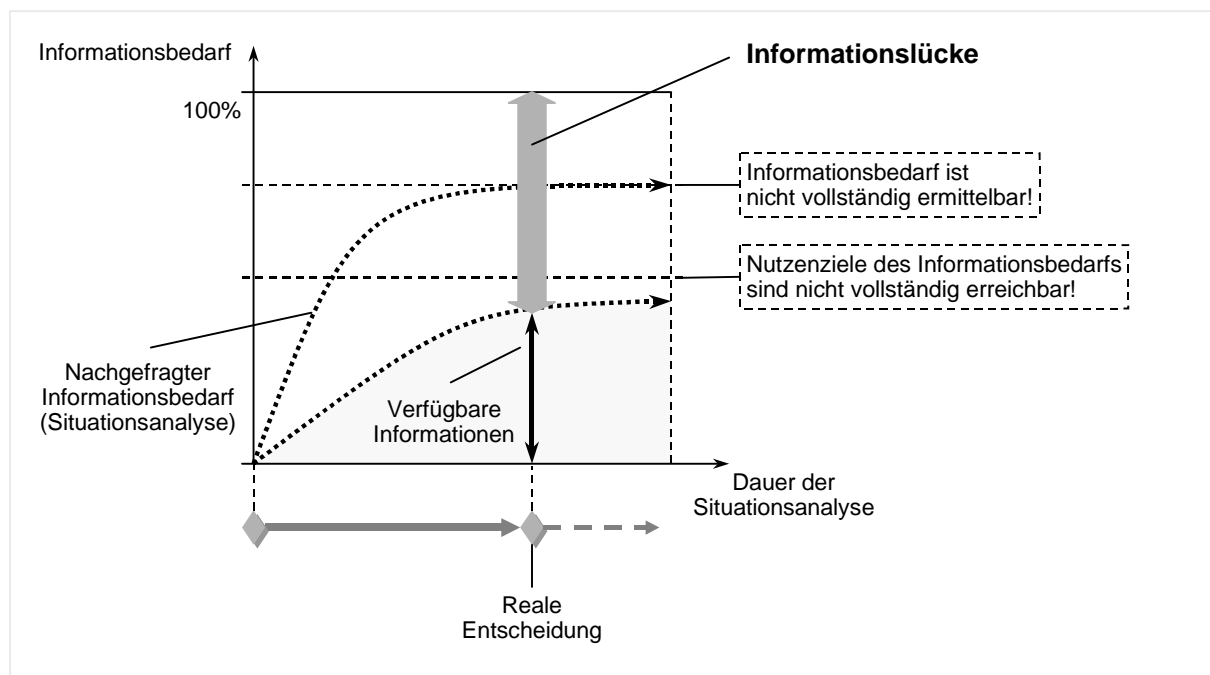 Informationsbedarf
Informationslücke
100%
Informationsbedarf ist
nicht vollständig ermittelbar!
Nutzenziele des Informationsbedarfs
sind nicht vollständig erreichbar!
Nachgefragter
Informationsbedarf
(Situationsanalyse)
Verfügbare
Informationen
Dauer der
Situationsanalyse
Reale
Entscheidung